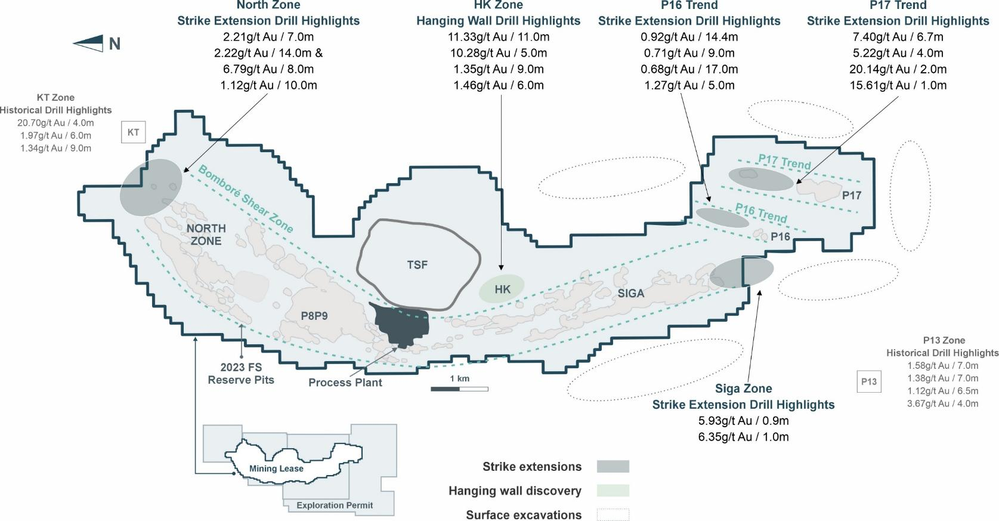 North Zone
Strike Extension Drill Highlights
2.21g/t Au / 7.0m
2.22g/t Au / 14.0m &
6.79g/t Au / 8.0m
1.12g/t Au / 10.0m
HK Zone
Hanging Wall Drill Highlights
11.33g/t Au / 11.0m
10.28g/t Au / 5.0m
1.35g/t Au / 9.0m
1.46g/t Au / 6.0m
P16 Trend
Strike Extension Drill Highlights
0.92g/t Au / 14.4m
0.71g/t Au / 9.0m
0.68g/t Au / 17.0m
1.27g/t Au / 5.0m
P17 Trend
Strike Extension Drill Highlights
7.40g/t Au / 6.7m
5.22g/t Au / 4.0m
20.14g/t Au / 2.0m
15.61g/t Au / 1.0m
N
KT Zone
Historical Drill Highlights
20.70g/t Au / 4.0m
1.97g/t Au / 6.0m
1.34g/t Au / 9.0m
KT
Bomboré Shear Zone
P17 Trend
P17
P16 Trend
P16
NORTH
ZONE
TSF
HK
SIGA
P8P9
2023 FS
Reserve Pits
Process Plant
1 km
P13 Zone
Historical Drill Highlights
1.58g/t Au / 7.0m
1.38g/t Au / 7.0m
1.12g/t Au / 6.5m
3.67g/t Au / 4.0m
P13
Siga Zone
Strike Extension Drill Highlights
5.93g/t Au / 0.9m
6.35g/t Au / 1.0m
Mining Lease
Exploration Permit
Strike extensions
Hanging wall discovery
Surface excavations